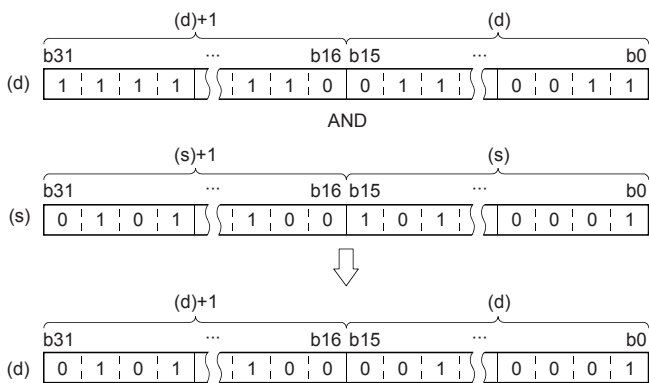 (d)+1 (d)
b31 ... b16 b15 ... b0
(d) 1 1 1 1 1 1 0 0 1 1 0 0 1 1
AND
(s)+1 (s)
b31 ... b16 b15 ... b0
(s) 0 1 0 1 1 0 0 1 0 1 0 0 0 1
(d)+1 (d)
b31 ... b16 b15 ... b0
(d) 0 1 0 1 1 0 0 0 0 1 0 0 0 1